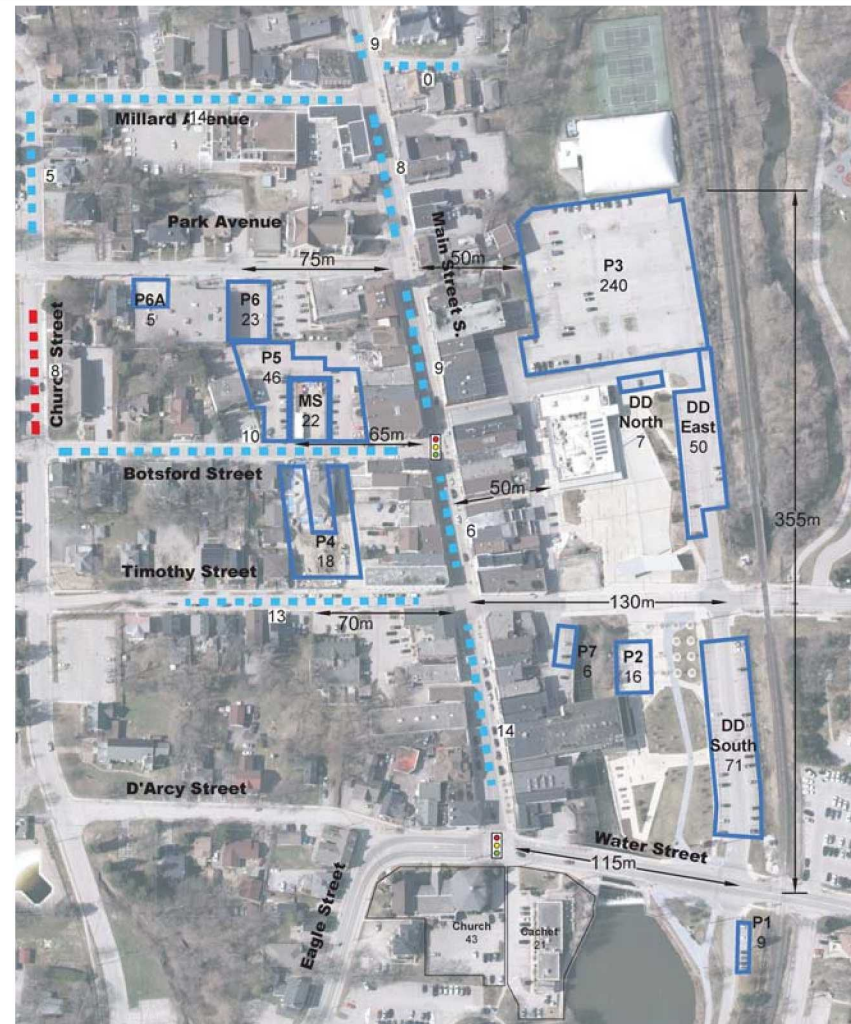 9
0
Millard Avenue
14
5
8
Park Avenue
Main Street S.
75m
50m
P3
240
P6A
5
P6
23
Church Street
8
P5
46
9
MS
22
DD
North
7
DD
East
50
10
65m
Botsford Street
50m
6
355m
P4
18
Timothy Street
13
70m
130m
P7
6
P2
16
14
DD
South
71
D'Arcy Street
Water Street
115m
Eagle Street
Church
43
Cachet
21
P1
9